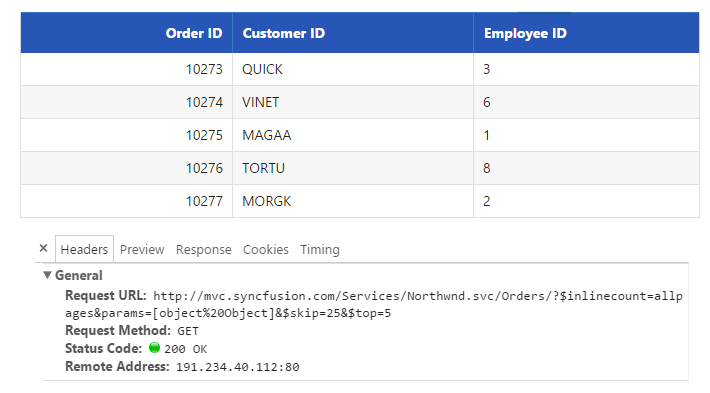 Order ID Customer ID Employee ID
10273 QUICK 3
10274 VINET 6
10275 MAGAA 1
10276 TORTU 8
10277 MORGK 2
× Headers Preview Response Cookies Timing
▼ General
Request URL: http://mvc.syncfusion.com/Services/Northwnd.svc/Orders/?$inlinecount=allp
ages&params=[object%20Object]&$skip=25&$top=5
Request Method: GET
Status Code: 200 OK
Remote Address: 191.234.40.112:80